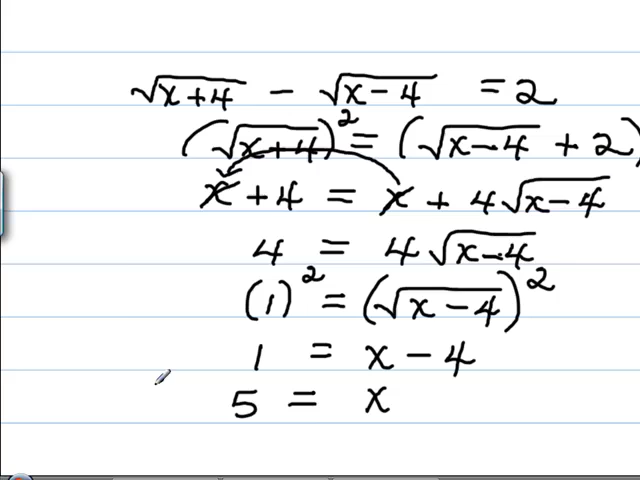 √(x+4) − √(x−4) = 2
(√(x+4))² = (√(x−4) + 2)
x + 4 = x + 4√(x−4)
4 = 4√(x−4)
(1)² = (√(x−4))²
1 = x − 4
5 = x